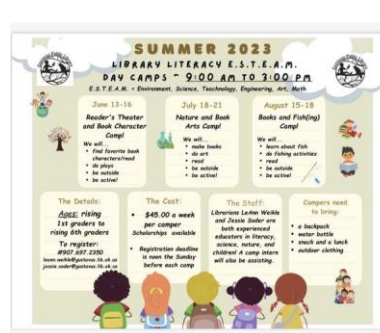 SUMMER 2023
LIBRARY LITERACY E.S.T.E.A.M.
DAY CAMPS ~ 9:00 AM TO 3:00 PM
E.S.T.E.A.M. = Environment, Science, Teachnology, Engineering, Art, Math
June 13-16
Reader's Theater
and Book Character
Camp!
We will...
• find favorite book
characters/read
• do plays
• be outside
• be active!
July 18-21
Nature and Book
Arts Camp!
We will...
• make books
• do art
• read
• be outside
• be active!
August 15-18
Books and Fish(ing)
Camp!
We will...
• learn about fish
• do fishing activities
• read
• be outside
• be active!
The Details:
Ages: rising
1st graders to
rising 6th graders
To register:
#907.697.2350
• $45.00 a week
per camper
Scholarships available
• Registration deadline
is noon the Sunday
before each camp
The Staff:
Librarians LeAnn Weikle
and Jessie Soder are
both experienced
educators in literacy,
science, nature, and
children! A camp intern
will also be assisting.
Campers need
to bring:
• a backpack
• water bottle
• snack and a lunch
• outdoor clothing